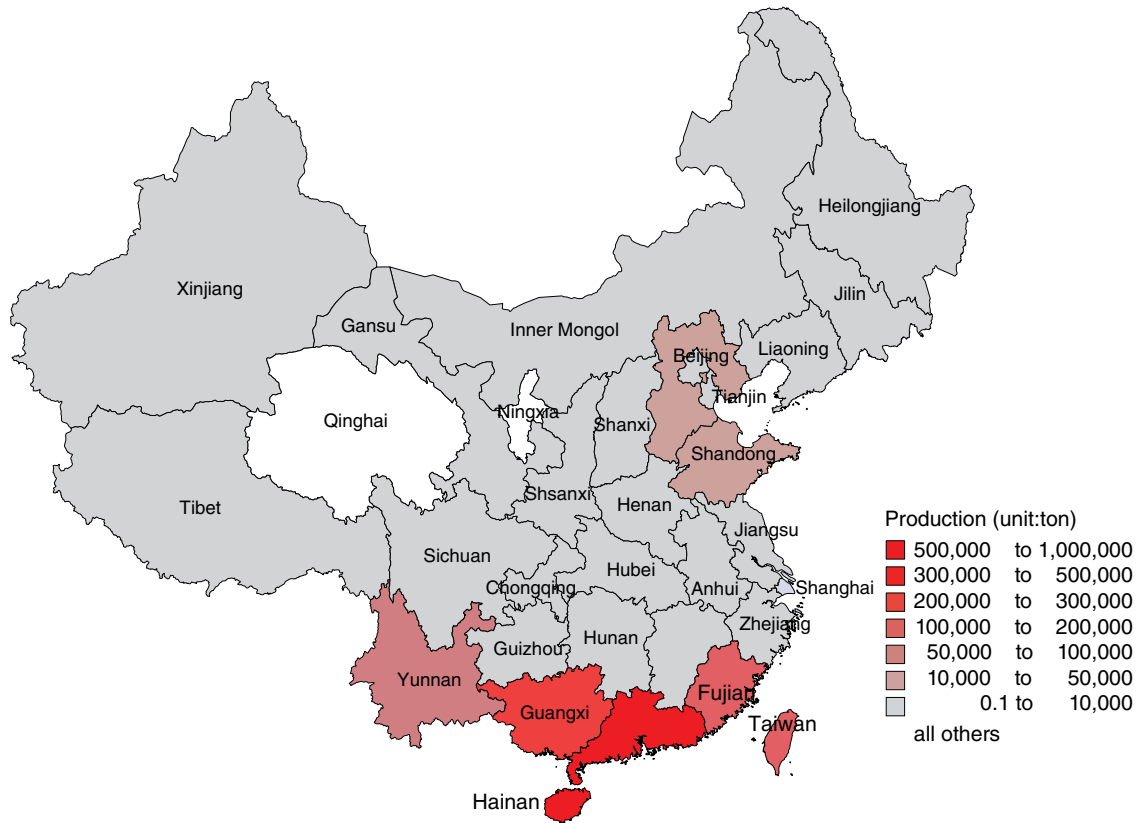 Heilongjiang
Xinjiang
Jilin
Gansu
Inner Mongol
Beijing
Liaoning
Tianjin
Qinghai
Ningxia
Shanxi
Shandong
Tibet
Shsanxi
Henan
Jiangsu
Sichuan
Hubei
Chongqing
Anhui
Shanghai
Zhejiang
Hunan
Guizhou
Yunnan
Fujian
Guangxi
Taiwan
Hainan
Production (unit:ton)
500,000 to 1,000,000
300,000 to 500,000
200,000 to 300,000
100,000 to 200,000
50,000 to 100,000
10,000 to 50,000
0.1 to 10,000
all others